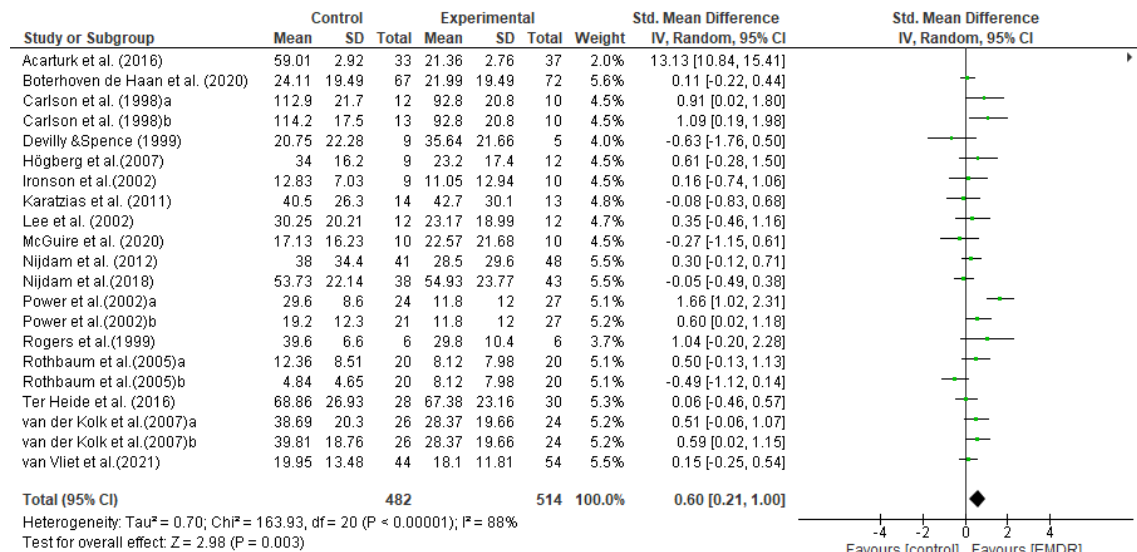 Control Experimental Std. Mean Difference Std. Mean Difference
Study or Subgroup Mean SD Total Mean SD Total Weight IV, Random, 95% CI IV, Random, 95% CI
Acarturk et al. (2016) 59.01 2.92 33 21.36 2.76 37 2.0% 13.13 [10.84, 15.41]
Boterhoven de Haan et al. (2020) 24.11 19.49 67 21.99 19.49 72 5.6% 0.11 [-0.22, 0.44]
Carlson et al. (1998)a 112.9 21.7 12 92.8 20.8 10 4.5% 0.91 [0.02, 1.80]
Carlson et al. (1998)b 114.2 17.5 13 92.8 20.8 10 4.5% 1.09 [0.19, 1.98]
Devilly &Spence (1999) 20.75 22.28 9 35.64 21.66 5 4.0% -0.63 [-1.76, 0.50]
Högberg et al.(2007) 34 16.2 9 23.2 17.4 12 4.5% 0.61 [-0.28, 1.50]
Ironson et al.(2002) 12.83 7.03 9 11.05 12.94 10 4.5% 0.16 [-0.74, 1.06]
Karatzias et al. (2011) 40.5 26.3 14 42.7 30.1 13 4.8% -0.08 [-0.83, 0.68]
Lee et al. (2002) 30.25 20.21 12 23.17 18.99 12 4.7% 0.35 [-0.46, 1.16]
McGuire et al. (2020) 17.13 16.23 10 22.57 21.68 10 4.5% -0.27 [-1.15, 0.61]
Nijdam et al. (2012) 38 34.4 41 28.5 29.6 48 5.5% 0.30 [-0.12, 0.71]
Nijdam et al.(2018) 53.73 22.14 38 54.93 23.77 43 5.4% -0.05 [-0.49, 0.38]
Power et al.(2002)a 29.6 8.6 24 11.8 12 27 5.1% 1.66 [1.02, 2.31]
Power et al.(2002)b 19.2 12.3 21 11.8 12 27 5.2% 0.60 [0.02, 1.18]
Rogers et al.(1999) 39.6 6.6 6 29.8 10.4 6 3.7% 1.04 [-0.20, 2.28]
Rothbaum et al.(2005)a 12.36 8.51 20 8.12 7.98 20 5.1% 0.50 [-0.13, 1.13]
Rothbaum et al.(2005)b 4.84 4.65 20 8.12 7.98 20 5.1% -0.49 [-1.12, 0.14]
Ter Heide et al. (2016) 68.86 26.93 28 67.38 23.16 30 5.3% 0.06 [-0.46, 0.57]
van der Kolk et al.(2007)a 38.69 20.3 26 28.37 19.66 24 5.2% 0.51 [-0.06, 1.07]
van der Kolk et al.(2007)b 39.81 18.76 26 28.37 19.66 24 5.2% 0.59 [0.02, 1.15]
van Vliet et al.(2021) 19.95 13.48 44 18.1 11.81 54 5.5% 0.15 [-0.25, 0.54]
Total (95% CI) 482 514 100.0% 0.60 [0.21, 1.00]
Heterogeneity: Tau² = 0.70; Chi² = 163.93, df = 20 (P < 0.00001); I² = 88%
Test for overall effect: Z = 2.98 (P = 0.003)
-4 -2 0 2 4
Favours [control] Favours [EMDR]